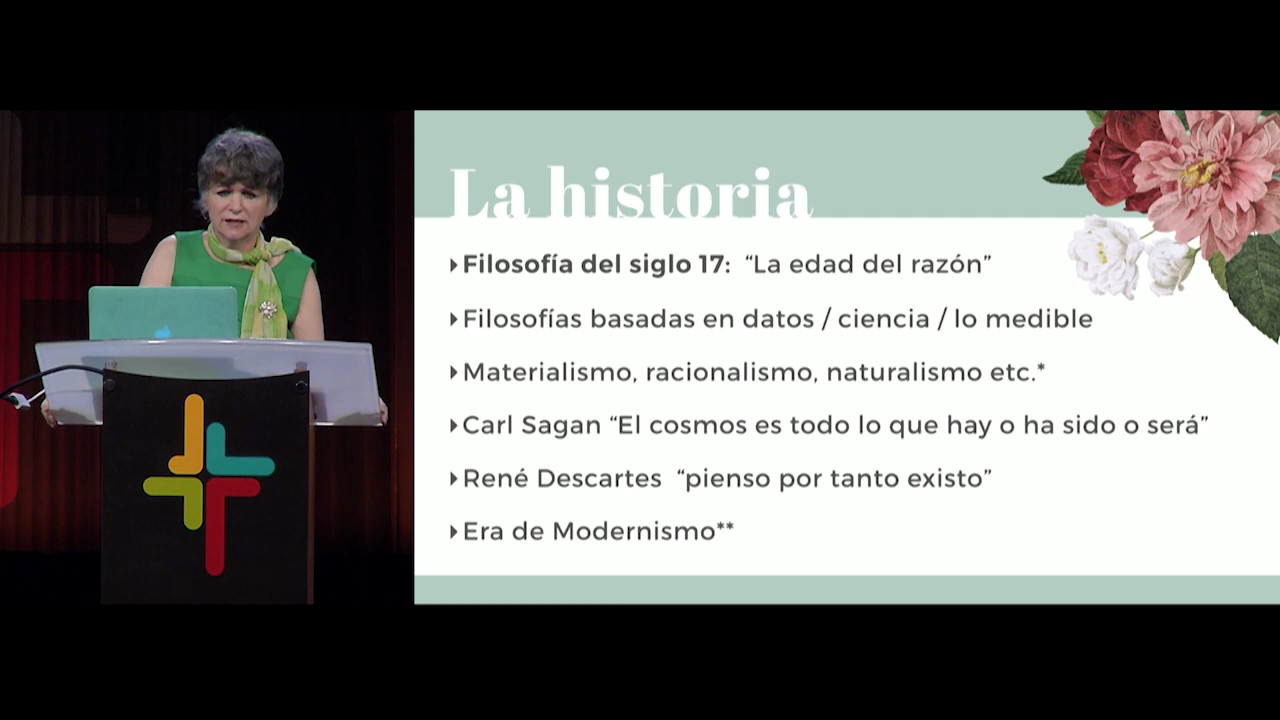 La historia
Filosofía del siglo 17: “La edad del razón”
Filosofías basadas en datos / ciencia / lo medible
Materialismo, racionalismo, naturalismo etc.*
Carl Sagan “El cosmos es todo lo que hay o ha sido o será”
René Descartes “pienso por tanto existo”
Era de Modernismo**